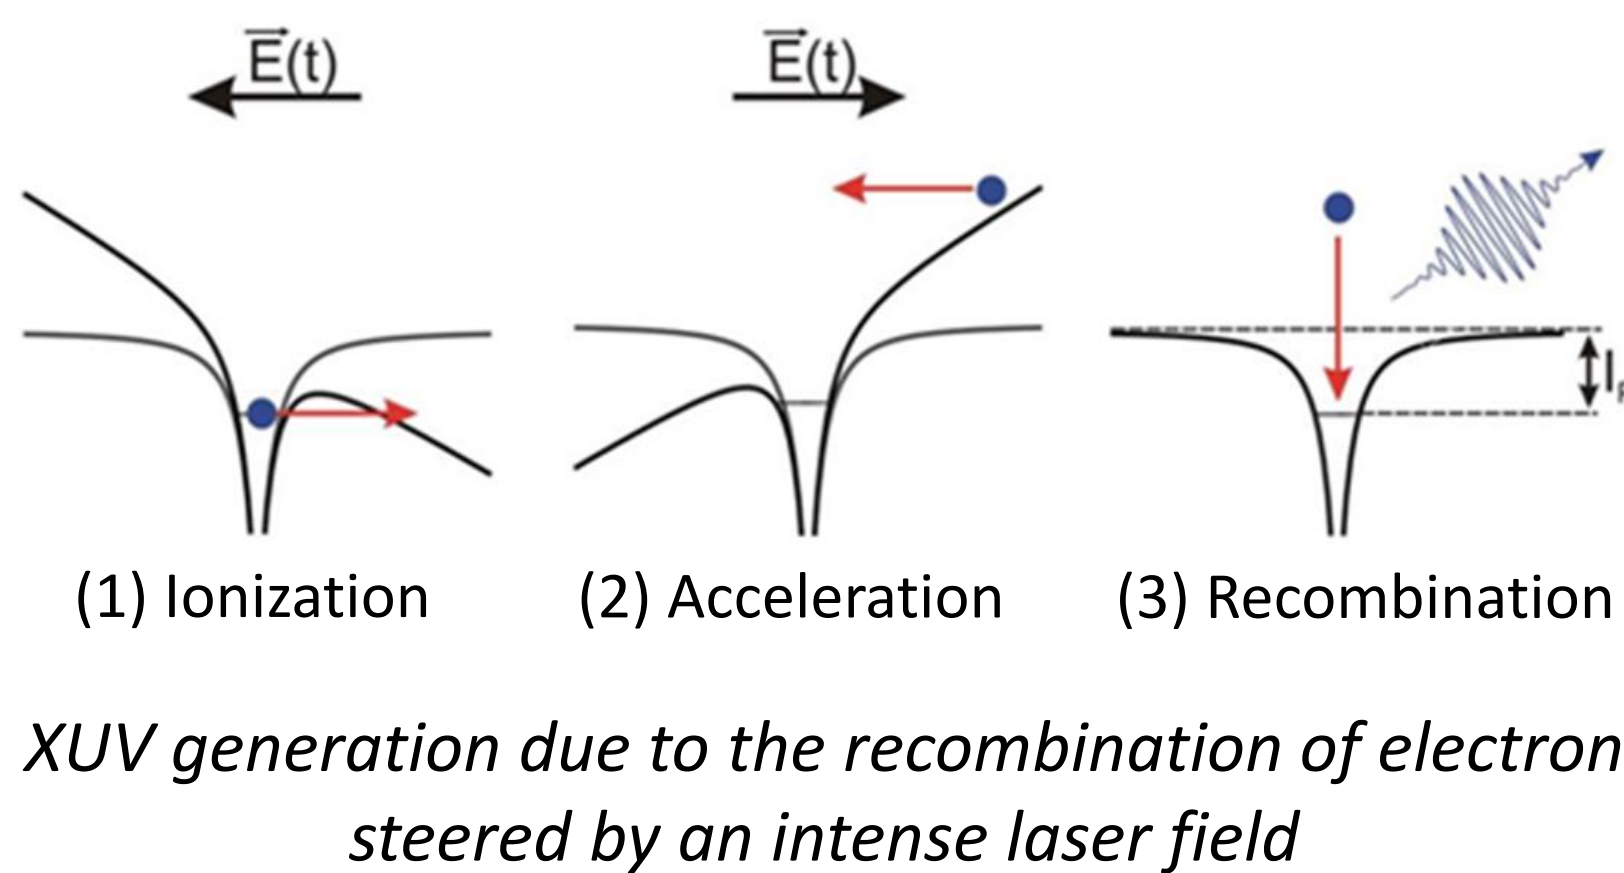 E(t)
E(t)
I
(1) Ionization
(2) Acceleration
(3) Recombination
XUV generation due to the recombination of electron
steered by an intense laser field